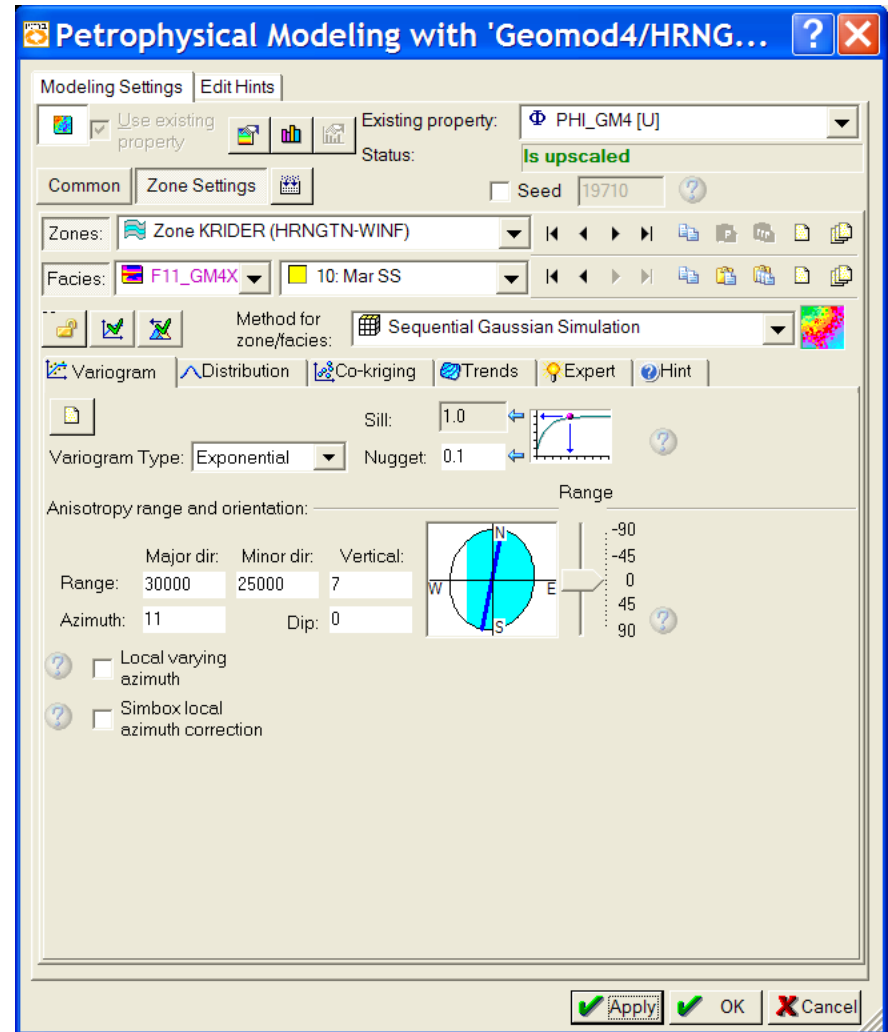 Petrophysical Modeling with 'Geomod4/HRNG...
Modeling Settings Edit Hints
Use existing property
Existing property: Φ PHI_GM4 [U]
Status: Is upscaled
Common Zone Settings
Seed 19710
Zones: Zone KRIDER (HRNGTN-WINF)
Facies: F11_GM4X 10: Mar SS
Method for zone/facies: Sequential Gaussian Simulation
Variogram Distribution Co-kriging Trends Expert Hint
Sill: 1.0
Variogram Type: Exponential Nugget: 0.1
Range
Anisotropy range and orientation:
Major dir: Minor dir: Vertical:
Range: 30000 25000 7
Azimuth: 11 Dip: 0
N
W E
S
-90
-45
0
45
90
Local varying
azimuth
Simbox local
azimuth correction
Apply OK Cancel